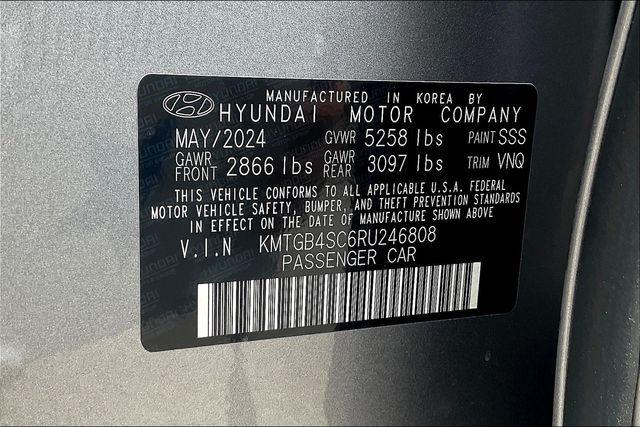 MANUFACTURED IN KOREA BY
HYUNDAI MOTOR COMPANY
MAY/2024 GVWR 5258 lbs PAINT SSS
GAWR FRONT 2866 lbs GAWR REAR 3097 lbs TRIM VNQ
THIS VEHICLE CONFORMS TO ALL APPLICABLE U.S.A. FEDERAL
MOTOR VEHICLE SAFETY, BUMPER, AND THEFT PREVENTION STANDARDS
IN EFFECT ON THE DATE OF MANUFACTURE SHOWN ABOVE
V.I.N KMTGB4SC6RU246808
PASSENGER CAR